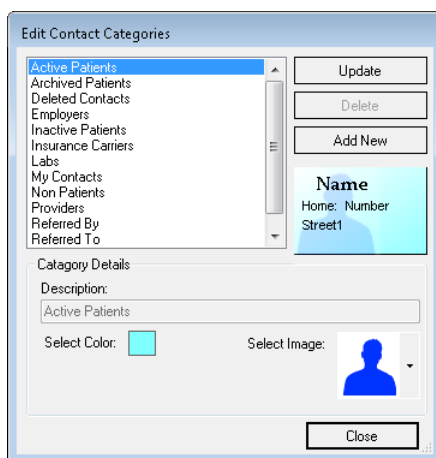 Edit Contact Categories
Active Patients
Archived Patients
Deleted Contacts
Employers
Inactive Patients
Insurance Carriers
Labs
My Contacts
Non Patients
Providers
Referred By
Referred To
Update
Delete
Add New
Name
Home: Number
Street1
Catagory Details
Description:
Active Patients
Select Color:
Select Image:
Close